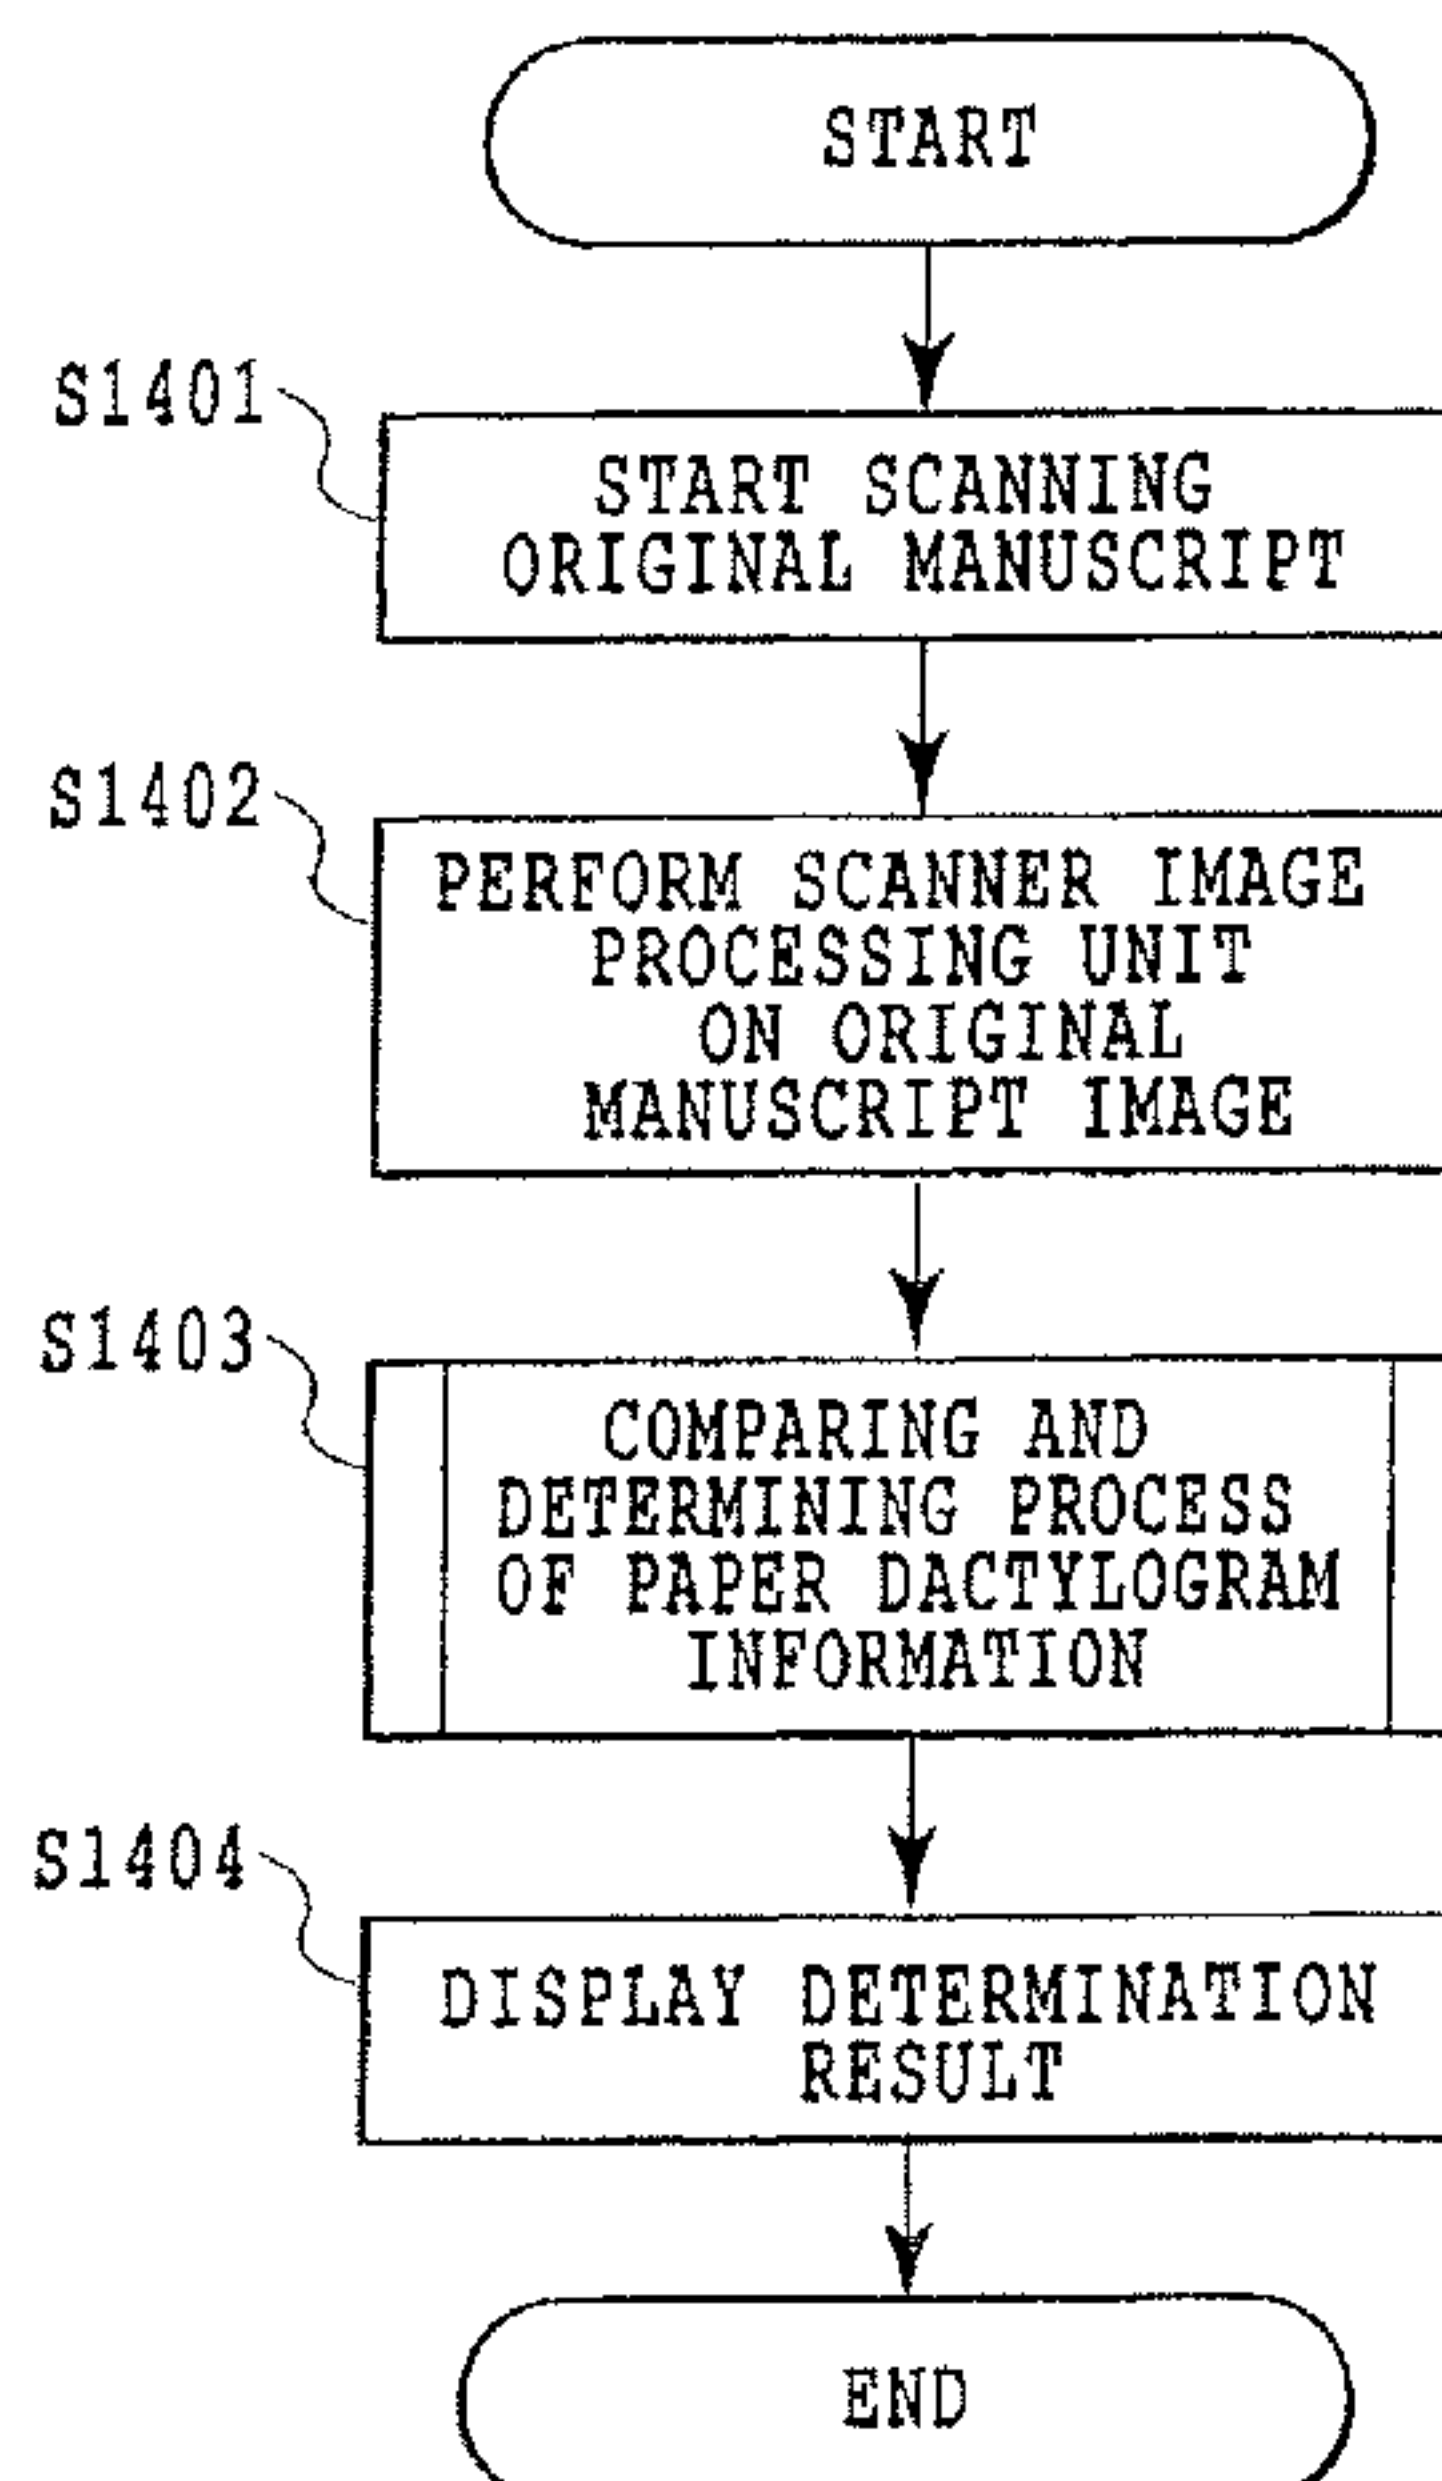 START
S1401
START SCANNING
ORIGINAL MANUSCRIPT
S1402
PERFORM SCANNER IMAGE
PROCESSING UNIT
ON ORIGINAL
MANUSCRIPT IMAGE
S1403
COMPARING AND
DETERMINING PROCESS
OF PAPER DACTYLOGRAM
INFORMATION
S1404
DISPLAY DETERMINATION
RESULT
END